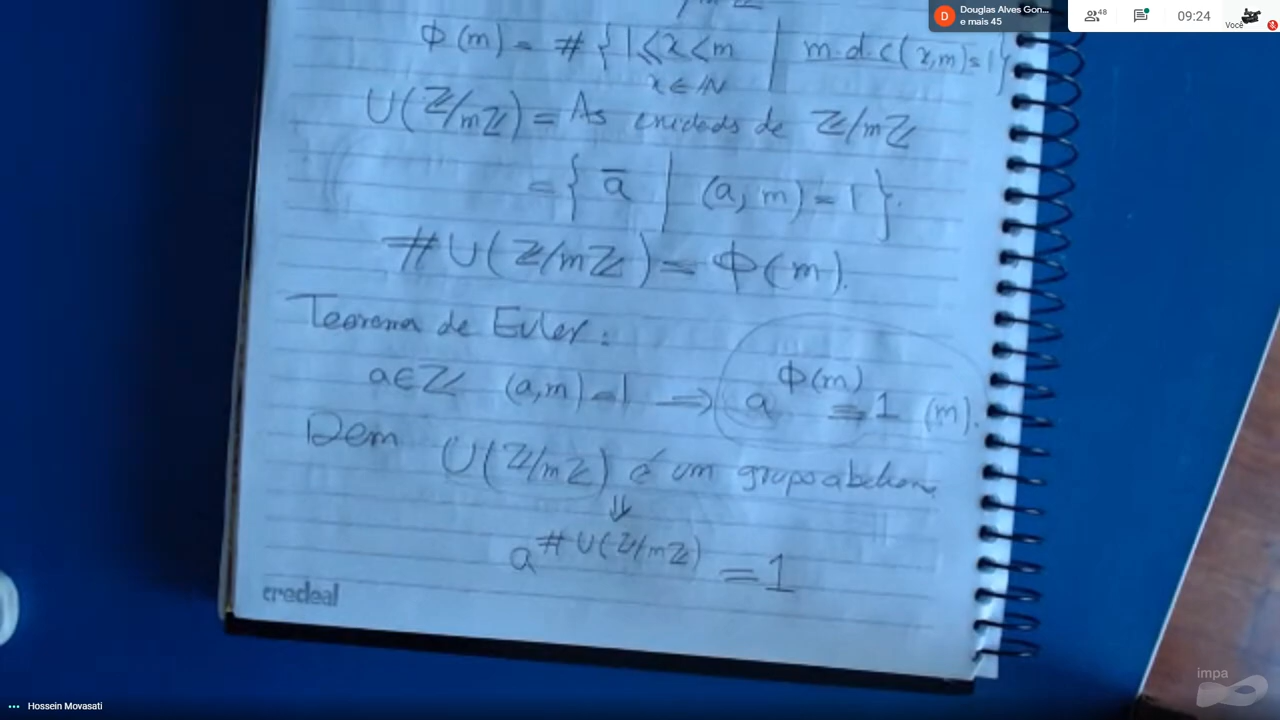 Douglas Alves Gon...
e mais 45
48
09:24
Você
Φ(m) = # { 1 ≤ x < m | m.d.c(x,m) = 1 }
x ∈ ℕ
U(ℤ/mℤ) = As unidads de ℤ/mℤ
= { ā | (a, m) = 1 }.
# U(ℤ/mℤ) = Φ(m).
Teorema de Euler:
a ∈ ℤ (a,m) = 1 ⇒ a^Φ(m) ≡ 1 (m).
Dem U(ℤ/mℤ) é um grupo abeliano
⇓
a^# U(ℤ/mℤ) = 1
credeal
impa
Hossein Movasati